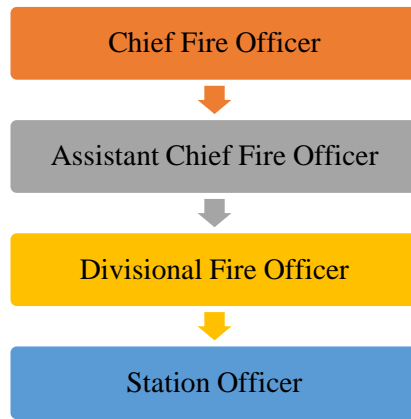 Chief Fire Officer
Assistant Chief Fire Officer
Divisional Fire Officer
Station Officer